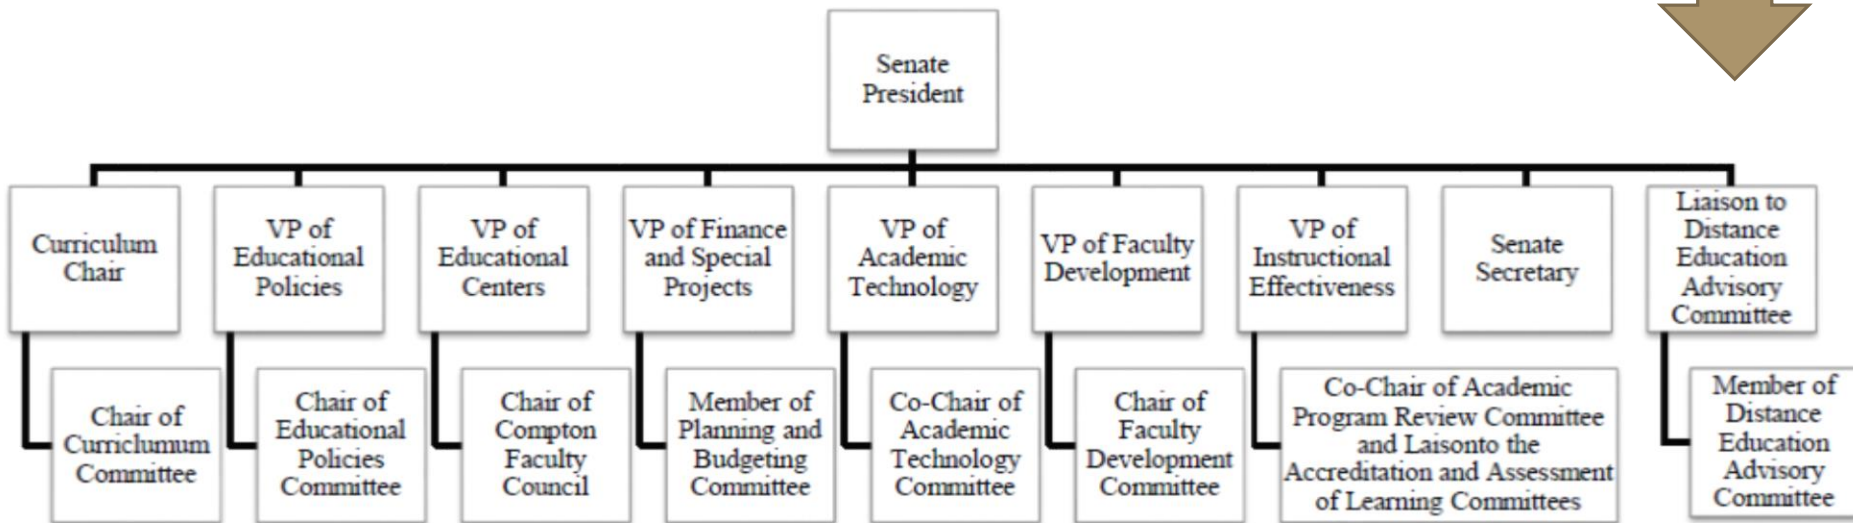 Senate
President
Curriculum
Chair
VP of
Educational
Policies
VP of
Educational
Centers
VP of Finance
and Special
Projects
VP of
Academic
Technology
VP of Faculty
Development
VP of
Instructional
Effectiveness
Senate
Secretary
Liaison to
Distance
Education
Advisory
Committee
Chair of
Curriclumum
Committee
Chair of
Educational
Policies
Committee
Chair of
Compton
Faculty
Council
Member of
Planning and
Budgeting
Committee
Co-Chair of
Academic
Technology
Committee
Chair of
Faculty
Development
Committee
Co-Chair of Academic
Program Review Committee
and Laisonto the
Accreditation and Assessment
of Learning Committees
Member of
Distance
Education
Advisory
Committee